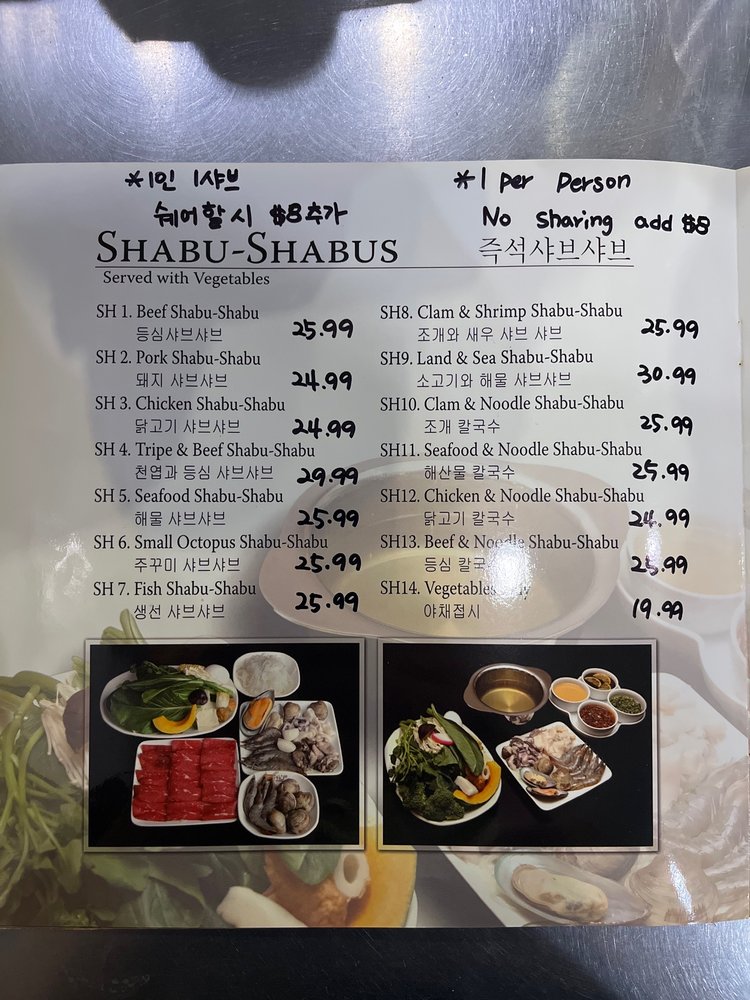 *1인 1샤브
쉐어할시 $8추가
*1 per person
No sharing add $8
SHABU-SHABUS
즉석샤브샤브
Served with Vegetables
SH 1. Beef Shabu-Shabu
등심샤브샤브 25.99
SH 2. Pork Shabu-Shabu
돼지 샤브샤브 24.99
SH 3. Chicken Shabu-Shabu
닭고기 샤브샤브 24.99
SH 4. Tripe & Beef Shabu-Shabu
천엽과 등심 샤브샤브 29.99
SH 5. Seafood Shabu-Shabu
해물 샤브샤브 25.99
SH 6. Small Octopus Shabu-Shabu
주꾸미 샤브샤브 25.99
SH 7. Fish Shabu-Shabu
생선 샤브샤브 25.99
SH8. Clam & Shrimp Shabu-Shabu
조개와 새우 샤브 샤브 25.99
SH9. Land & Sea Shabu-Shabu
소고기와 해물 샤브샤브 30.99
SH10. Clam & Noodle Shabu-Shabu
조개 칼국수 25.99
SH11. Seafood & Noodle Shabu-Shabu
해산물 칼국수 25.99
SH12. Chicken & Noodle Shabu-Shabu
닭고기 칼국수 24.99
SH13. Beef & Noodle Shabu-Shabu
등심 칼국 25.99
SH14. Vegetables
야채접시 19.99